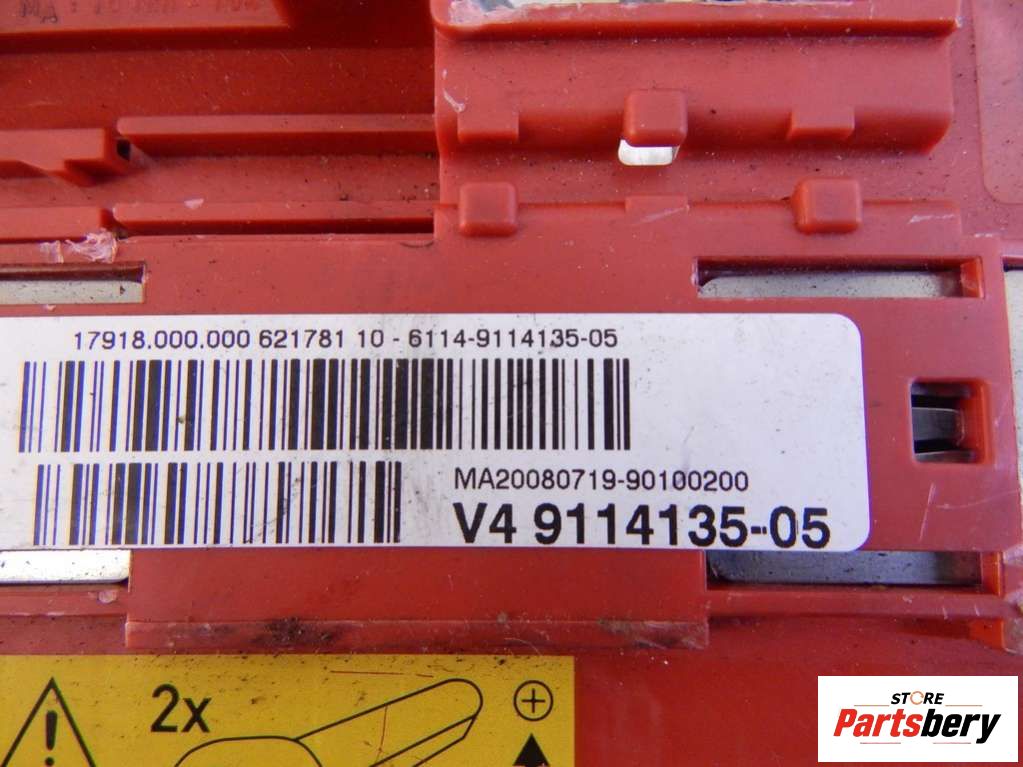 17918.000.000 621781 10 - 6114-9114135-05
MA20080719-90100200
V4 9114135-05
2x
STORE
Partsbery